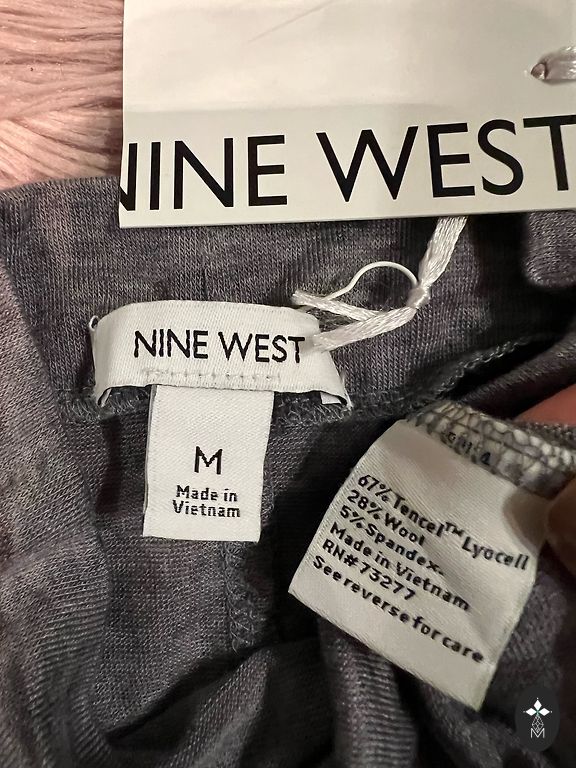 NINE WEST
NINE WEST
M
Made in
Vietnam
67% Tencel™ Lyocell
28% Wool
5% Spandex
Made in Vietnam
RN# 73277
See reverse for care
M